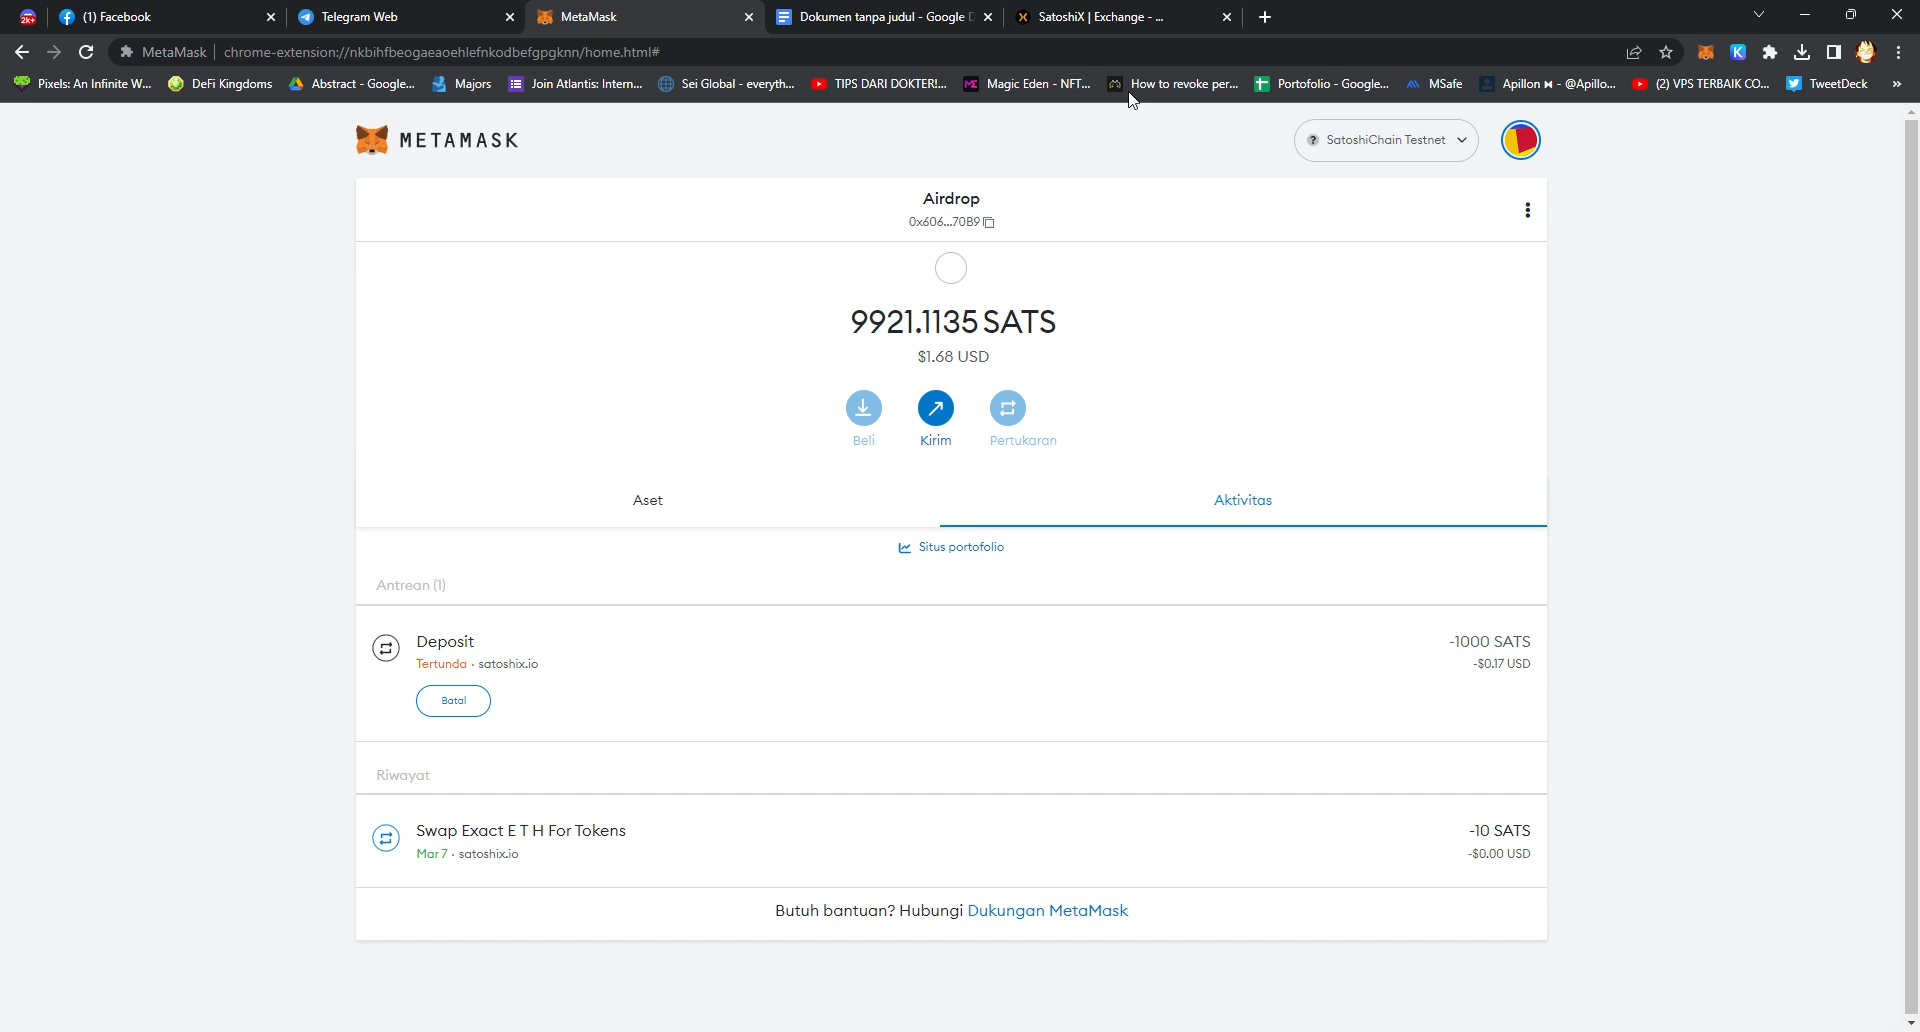 2K+ (1) Facebook Telegram Web MetaMask Dokumen tanpa judul - Google D SatoshiX | Exchange - ...
MetaMask chrome-extension://nkbihfbeogaeaoehlefnkodbefgpgknn/home.html#
Pixels: An Infinite W... DeFi Kingdoms Abstract - Google... Majors Join Atlantis: Intern... Sei Global - everyth... TIPS DARI DOKTER!... Magic Eden - NFT... How to revoke per... Portofolio - Google... MSafe Apillon ⧓ - @Apillo... (2) VPS TERBAIK CO... TweetDeck »
METAMASK
? SatoshiChain Testnet
Airdrop
0x606...70B9
9921.1135 SATS
$1.68 USD
Beli Kirim Pertukaran
Aset Aktivitas
Situs portofolio
Antrean (1)
Deposit -1000 SATS
Tertunda · satoshix.io -$0.17 USD
Batal
Riwayat
Swap Exact E T H For Tokens -10 SATS
Mar 7 · satoshix.io -$0.00 USD
Butuh bantuan? Hubungi Dukungan MetaMask